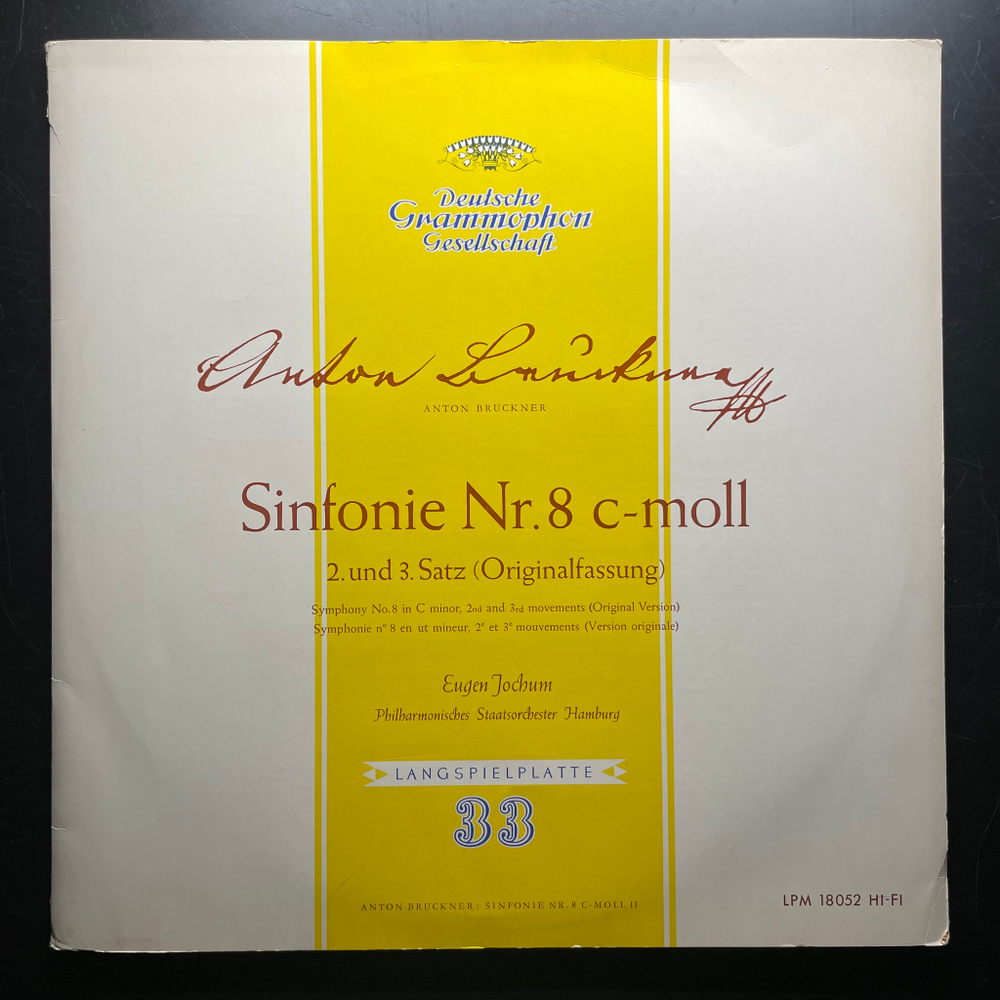 Deutsche
Grammophon
Gesellschaft
Anton Bruckner
ANTON BRUCKNER
Sinfonie Nr. 8 c-moll
2. und 3. Satz (Originalfassung)
Symphony No. 8 in C minor, 2nd and 3rd movements (Original Version)
Symphonie n° 8 en ut mineur, 2e et 3e mouvements (Version originale)
Eugen Jochum
Philharmonisches Staatsorchester Hamburg
LANGSPIELPLATTE
33
ANTON BRUCKNER: SINFONIE NR. 8 C-MOLL II
LPM 18052 HI-FI